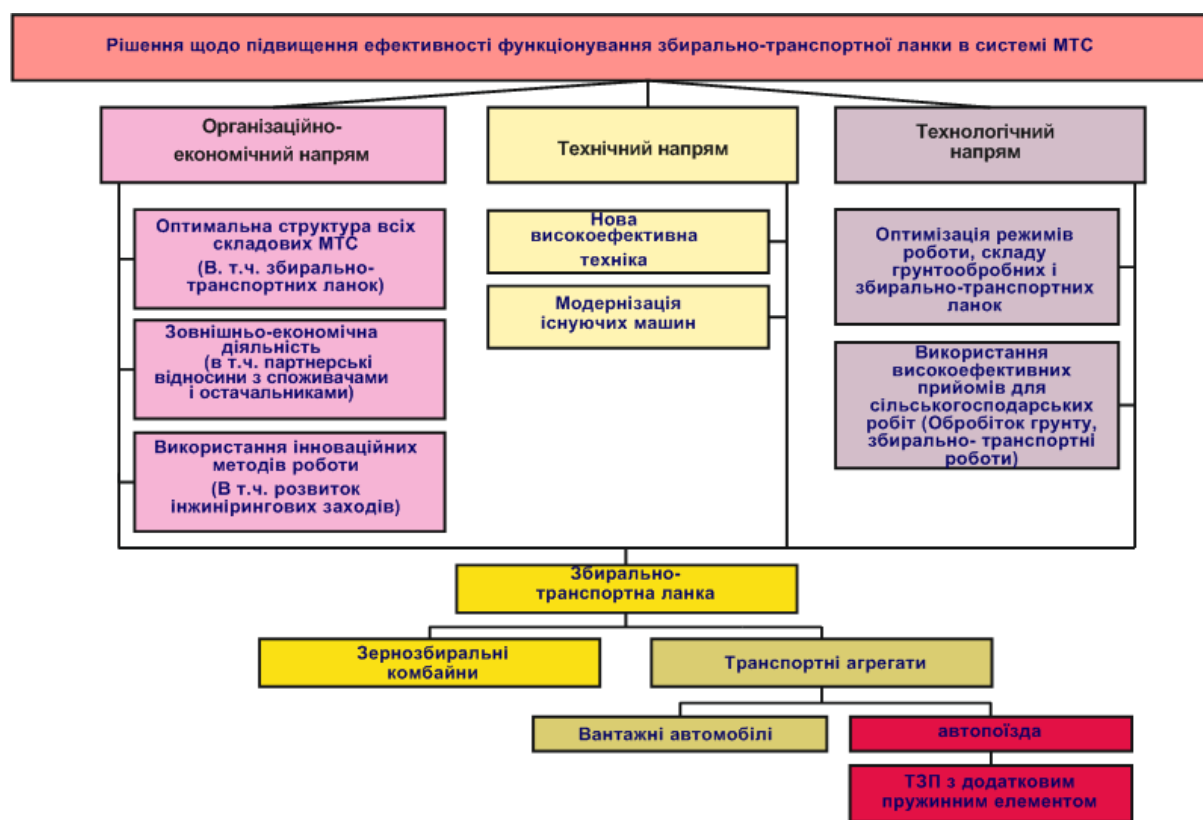 Рішення щодо підвищення ефективності функціонування збирально-транспортної ланки в системі МТС
Організаційно-
економічний напрям
Технічний напрям
Технологічний
напрям
Оптимальна структура всіх
складових МТС
(В. т.ч. збирально-
транспортних ланок)
Зовнішньо-економічна
діяльність
(в т.ч. партнерські
відносини з споживачами
і остачальниками)
Використання інноваційних
методів роботи
(В т.ч. розвиток
інжинірингових заходів)
Нова
високоефективна
техніка
Модернізація
існуючих машин
Оптимізація режимів
роботи, складу
грунтообробних і
збирально-транспортних
ланок
Використання
високоефективних
прийомів для
сільськогосподарських
робіт (Обробіток грунту,
збирально- транспортні
роботи)
Збирально-
транспортна ланка
Зернозбиральні
комбайни
Транспортні агрегати
Вантажні автомобілі
автопоїзда
ТЗП з додатковим
пружинним елементом